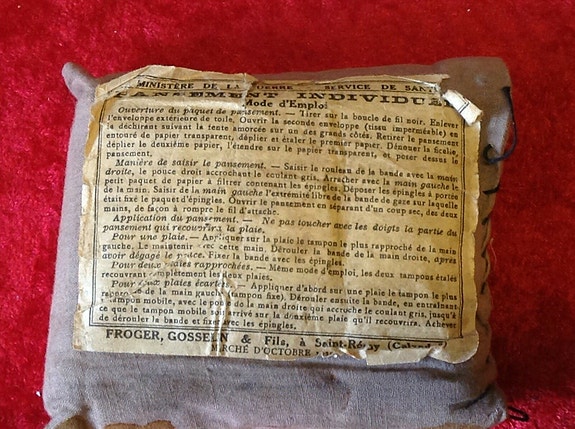 MINISTÈRE DE LA GUERRE — SERVICE DE SANTÉ
PANSEMENT INDIVIDUEL
Mode d'Emploi
Ouverture du paquet de pansement. — Tirer sur la boucle de fil noir. Enlever
l'enveloppe extérieure de toile. Ouvrir la seconde enveloppe (tissu imperméable) en
le déchirant suivant la fente amorcée sur un des grands côtés. Retirer le pansement
entouré de papier transparent, déplier et étaler le premier papier. Dénouer la ficelle,
déplier le deuxième papier, l'étendre sur le papier transparent, y poser dessus le
pansement.
Manière de saisir le pansement. — Saisir le rouleau de la bande avec la main
droite, le pouce droit accrochant le coulant gris. Arracher avec la main gauche le
petit paquet de papier à filtrer contenant les épingles. Déposer les épingles à portée
de la main. Saisir de la main gauche l'extrémité libre de la bande de gaze sur laquelle
était fixé le paquet d'épingles. Ouvrir le pansement en séparant d'un coup sec, des deux
mains, de façon à rompre le fil d'attache.
Application du pansement. — Ne pas toucher avec les doigts la partie du
pansement qui recouvrira la plaie.
Pour une plaie. — Appliquer sur la plaie le tampon le plus rapproché de la main
gauche. Le maintenir avec cette main. Dérouler la bande de la main droite, après
avoir dégagé le pouce. Fixer la bande avec les épingles.
Pour deux plaies rapprochées. — Même mode d'emploi, les deux tampons étalés
recouvrant complètement les deux plaies.
Pour deux plaies écartées. — Appliquer d'abord sur une plaie le tampon le plus
rapproché de la main gauche (tampon fixe). Dérouler ensuite la bande, en entraînant
le tampon mobile, avec le pouce de la main droite qui accroche le coulant gris, jusqu'à
ce que le tampon mobile soit arrivé sur la deuxième plaie qu'il recouvrira. Achever
de dérouler la bande et fixer avec les épingles.
FROGER, GOSSELIN & Fils, à Saint-Rémy
MARCHÉ D'OCTOBRE